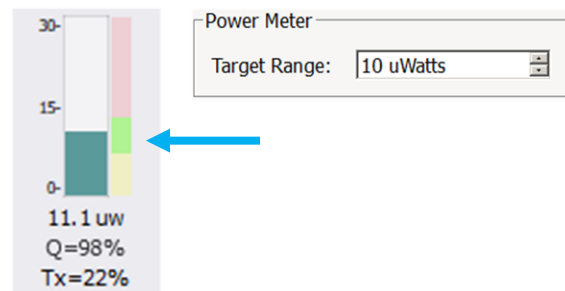 30-
15-
0-
11.1 uw
Q=98%
Tx=22%
Power Meter
Target Range: 10 uWatts